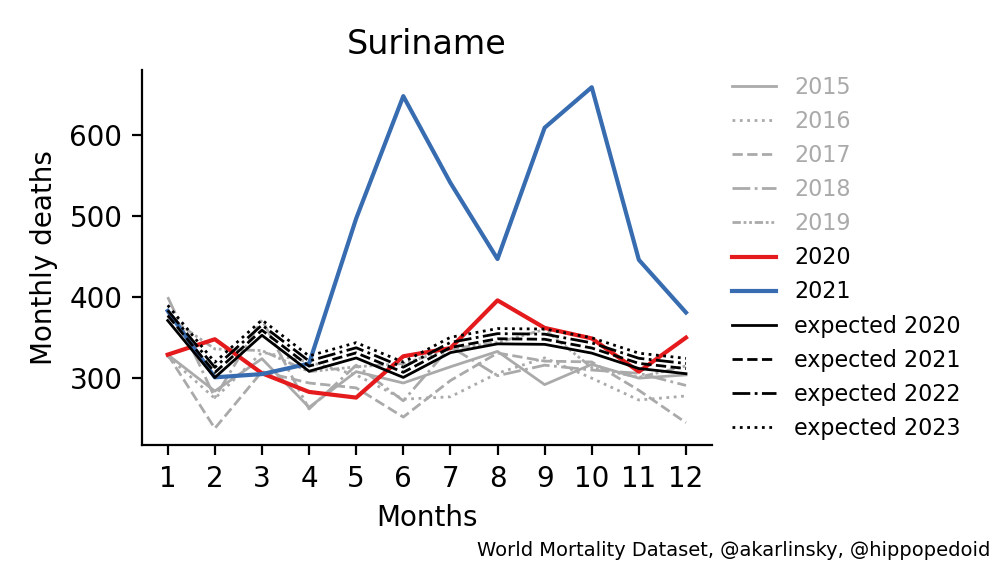 Suriname
Monthly deaths
600
500
400
300
1 2 3 4 5 6 7 8 9 10 11 12
Months
2015
2016
2017
2018
2019
2020
2021
expected 2020
expected 2021
expected 2022
expected 2023
World Mortality Dataset, @akarlinsky, @hippopedoid